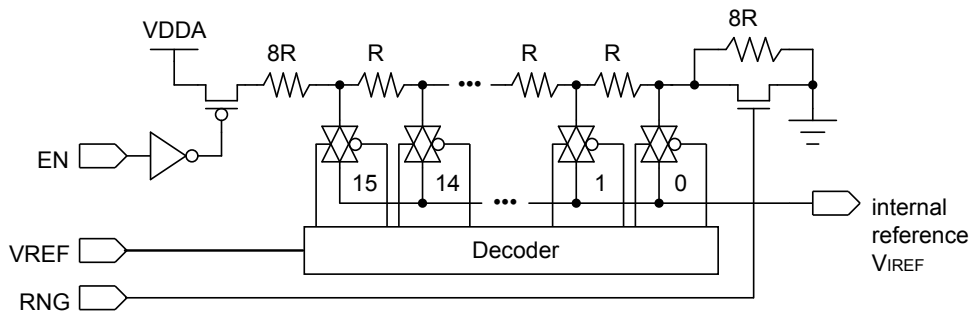 8R
VDDA
8R
R
R
R
EN
15
14
1
0
internal
reference
VIREF
Decoder
VREF
RNG